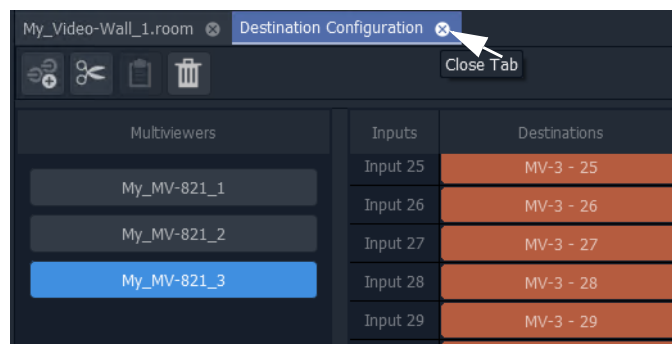 My_Video-Wall_1.room Destination Configuration
Close Tab
Multiviewers Inputs Destinations
Input 25 MV-3 - 25
My_MV-821_1
Input 26 MV-3 - 26
My_MV-821_2
Input 27 MV-3 - 27
My_MV-821_3
Input 28 MV-3 - 28
Input 29 MV-3 - 29